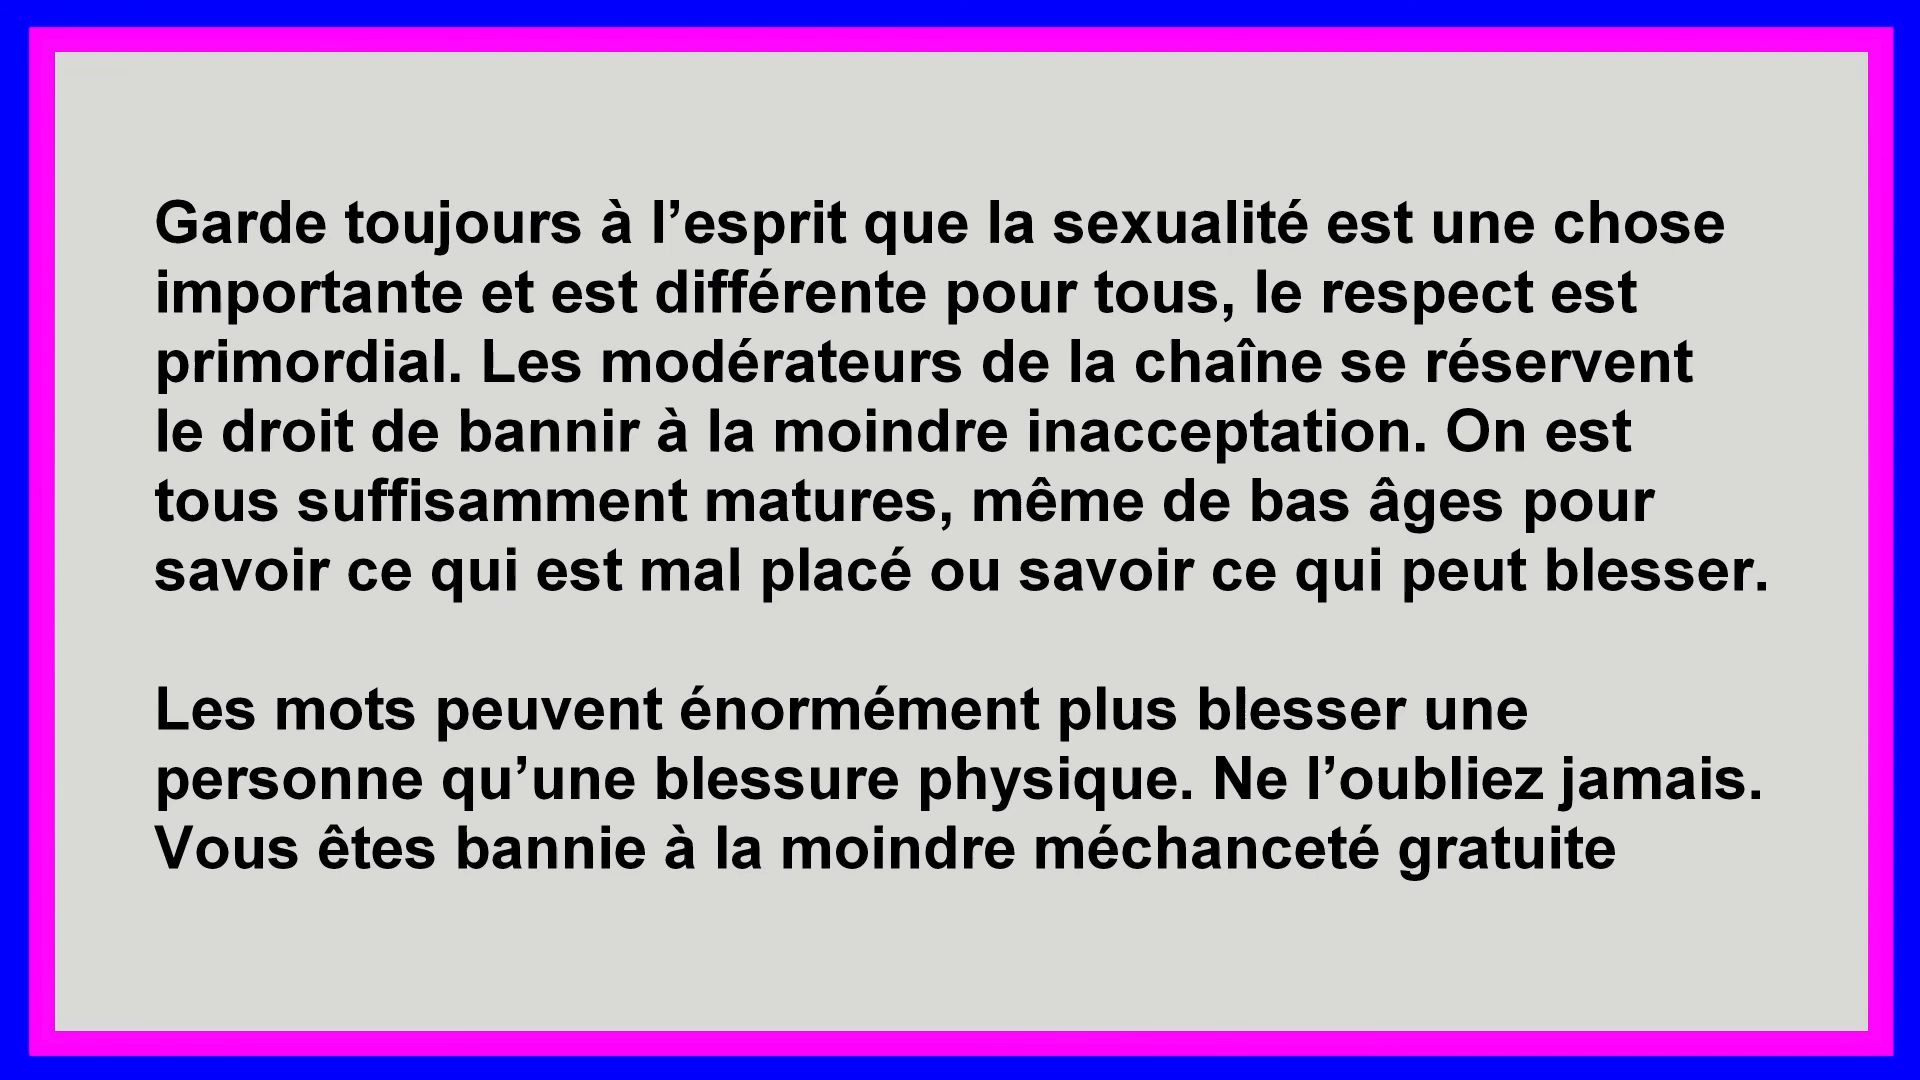 Garde toujours à l’esprit que la sexualité est une chose
importante et est différente pour tous, le respect est
primordial. Les modérateurs de la chaîne se réservent
le droit de bannir à la moindre inacceptation. On est
tous suffisamment matures, même de bas âges pour
savoir ce qui est mal placé ou savoir ce qui peut blesser.
Les mots peuvent énormément plus blesser une
personne qu’une blessure physique. Ne l’oubliez jamais.
Vous êtes bannie à la moindre méchanceté gratuite